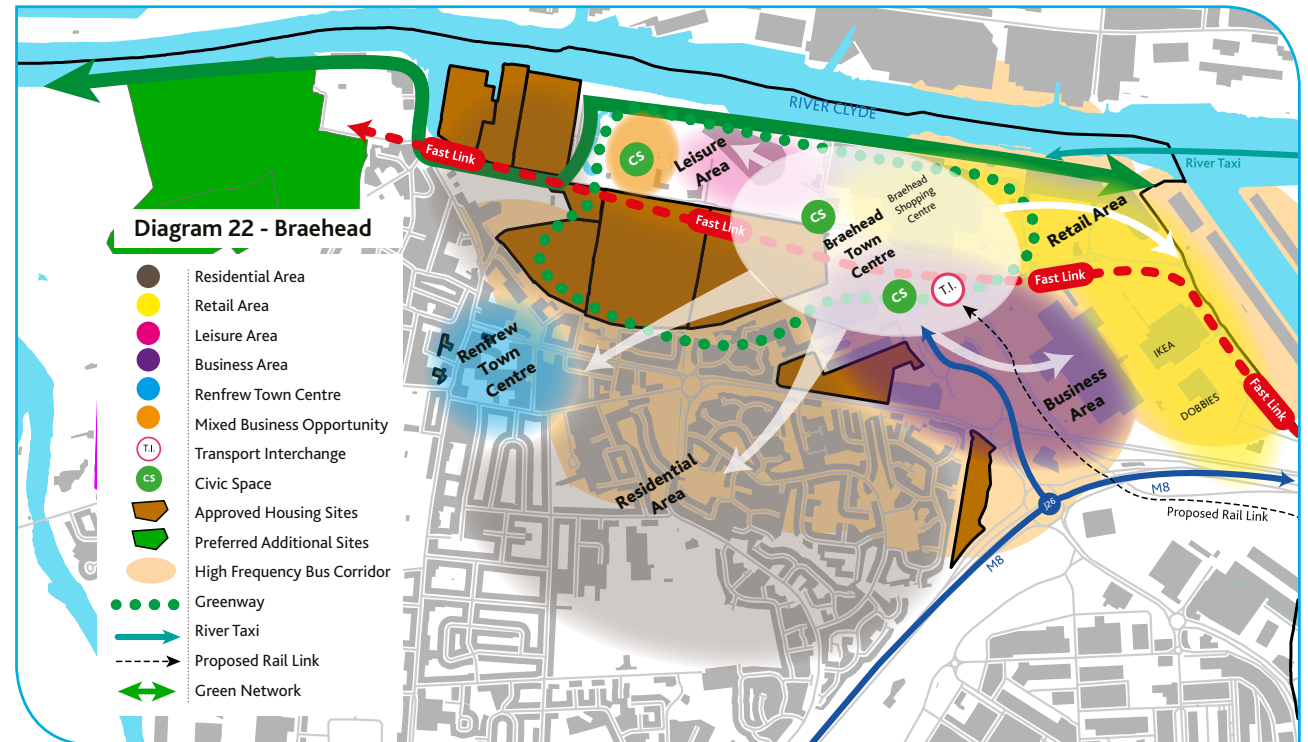 Diagram 22 - Braehead
Residential Area
Retail Area
Leisure Area
Business Area
Renfrew Town Centre
Mixed Business Opportunity
T.I.
Transport Interchange
CS
Civic Space
Approved Housing Sites
Preferred Additional Sites
High Frequency Bus Corridor
Greenway
River Taxi
Proposed Rail Link
Green Network
RIVER CLYDE
River Taxi
Fast Link
CS
Leisure
Area
Fast Link
CS
Braehead
Shopping
Centre
Braehead
Town
Centre
Retail Area
CS
T.I.
Fast Link
Renfrew
Town
Centre
IKEA
DOBBIES
Fast Link
Business
Area
Residential
Area
J26
M8
Proposed Rail Link
M8